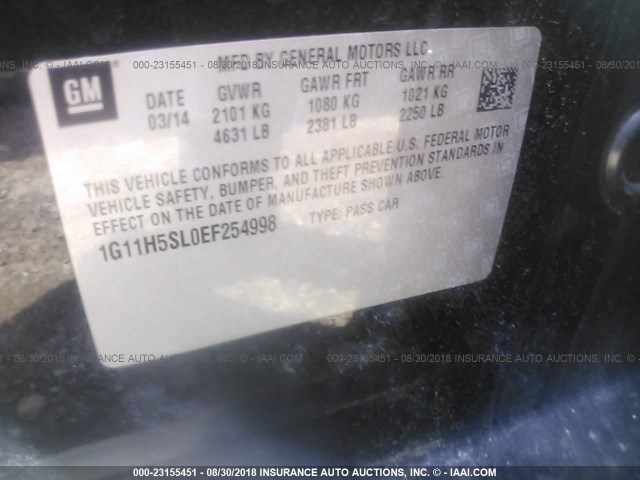 MFD BY GENERAL MOTORS LLC
GM
DATE GVWR GAWR FRT GAWR RR
03/14 2101 KG 1080 KG 1021 KG
4631 LB 2381 LB 2250 LB
THIS VEHICLE CONFORMS TO ALL APPLICABLE U.S. FEDERAL MOTOR
VEHICLE SAFETY, BUMPER, AND THEFT PREVENTION STANDARDS IN
EFFECT ON THE DATE OF MANUFACTURE SHOWN ABOVE.
1G11H5SL0EF254998 TYPE: PASS CAR
000-23155451 - 08/30/2018 INSURANCE AUTO AUCTIONS, INC. - © IAAI.COM
000-23155451 - 08/30/2018 INSURANCE AUTO AUCTIONS, INC. - © IAAI.COM
000-23155451 - 08/30/2018 INSURANCE AUTO AUCTIONS, INC. - © IAAI.COM